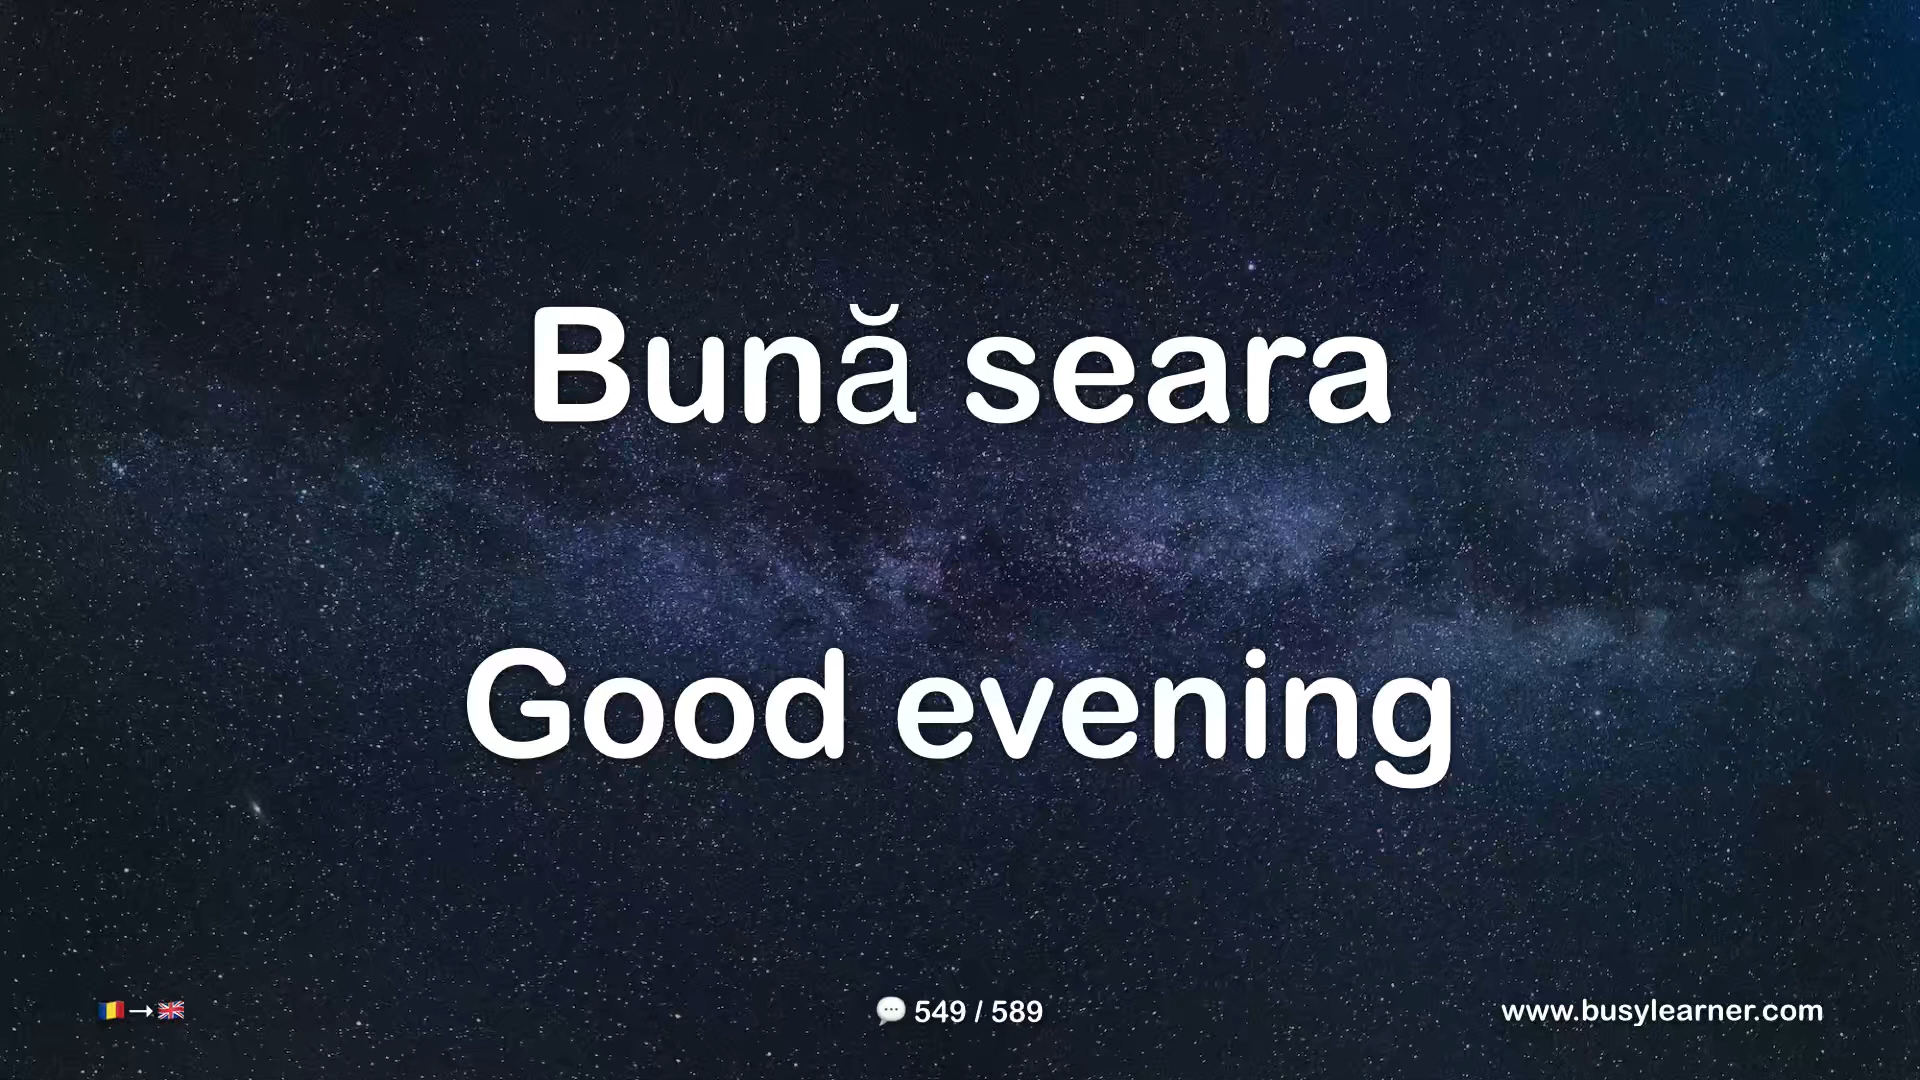 Bună seara
Good evening
🇷🇴→🇬🇧
💬 549 / 589
www.busylearner.com